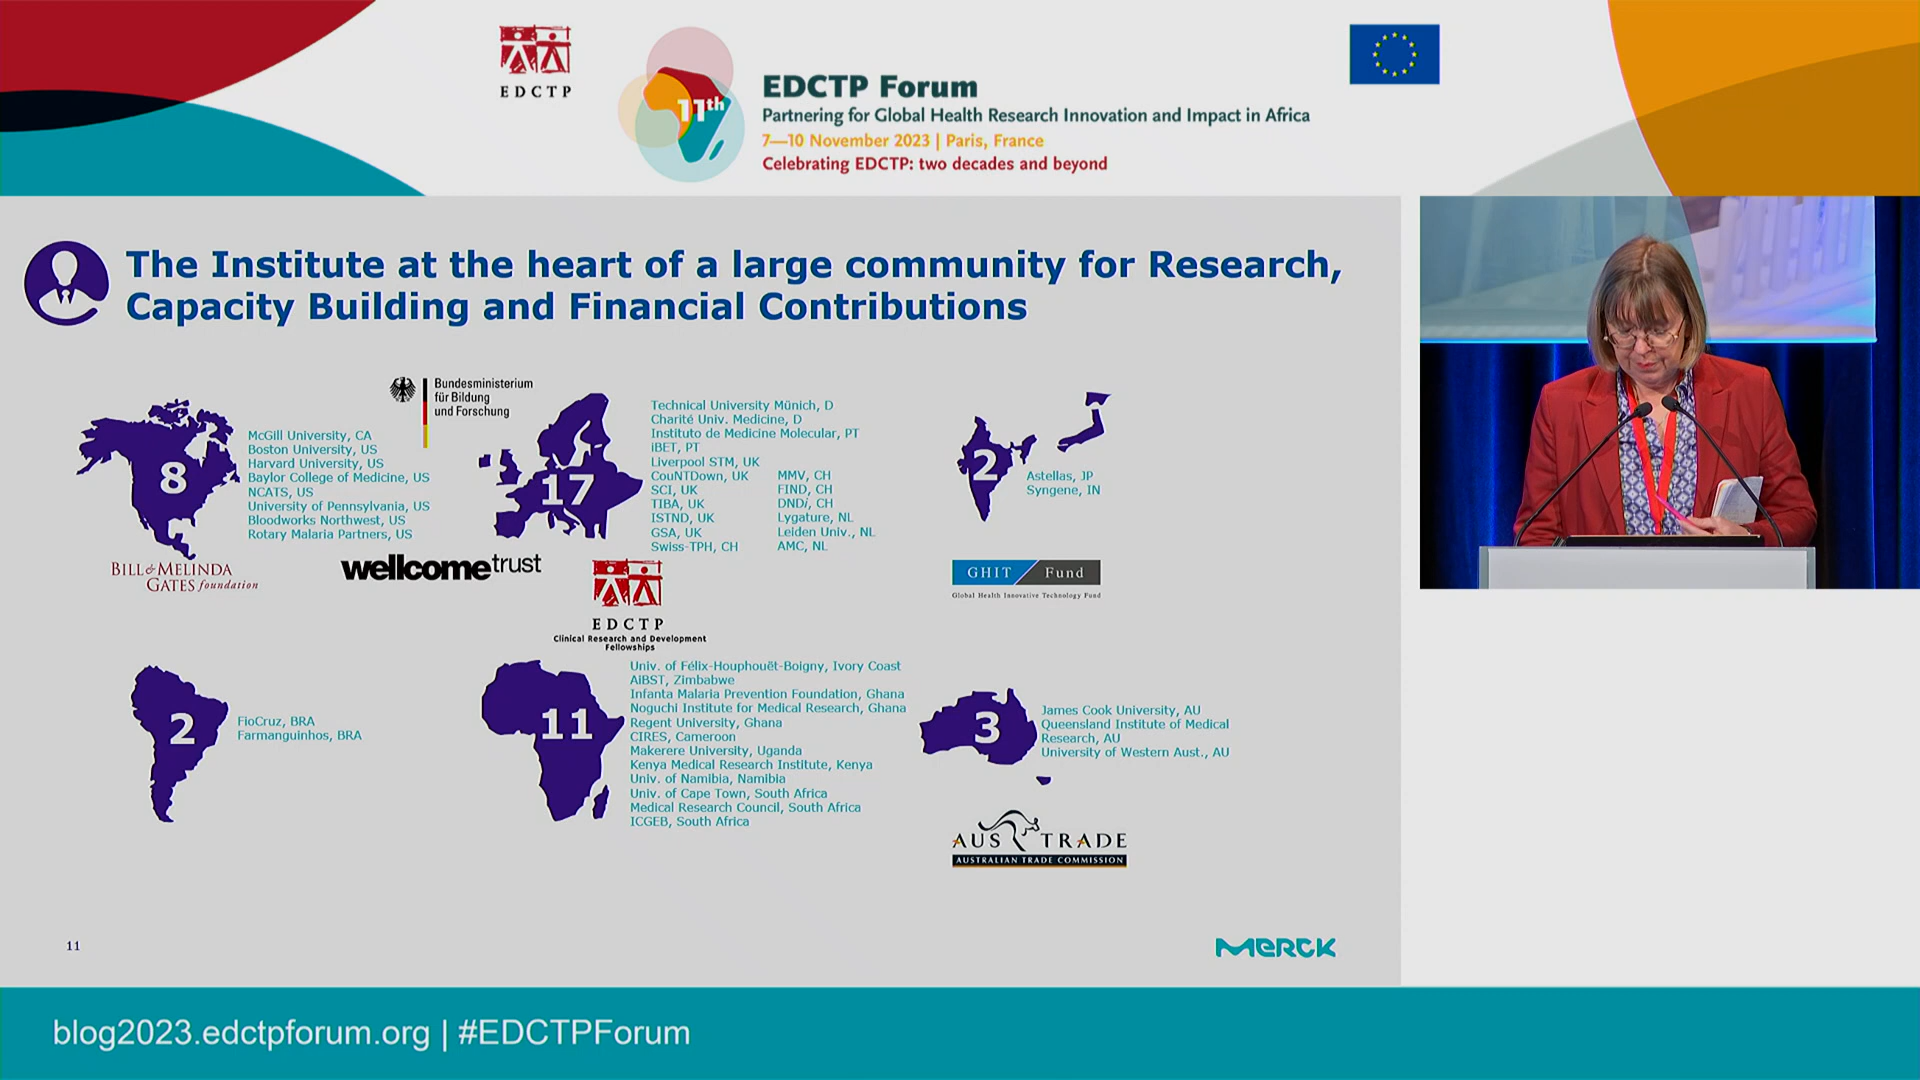 EDCTP
11th
EDCTP Forum
Partnering for Global Health Research Innovation and Impact in Africa
7—10 November 2023 | Paris, France
Celebrating EDCTP: two decades and beyond
The Institute at the heart of a large community for Research,
Capacity Building and Financial Contributions
8
McGill University, CA
Boston University, US
Harvard University, US
Baylor College of Medicine, US
NCATS, US
University of Pennsylvania, US
Bloodworks Northwest, US
Rotary Malaria Partners, US
BILL & MELINDA
GATES foundation
Bundesministerium
für Bildung
und Forschung
wellcometrust
17
Technical University Münich, D
Charité Univ. Medicine, D
Instituto de Medicine Molecular, PT
iBET, PT
Liverpool STM, UK
CouNTDown, UK
SCI, UK
TIBA, UK
ISTND, UK
GSA, UK
Swiss-TPH, CH
MMV, CH
FIND, CH
DNDi, CH
Lygature, NL
Leiden Univ., NL
AMC, NL
EDCTP
Clinical Research and Development
Fellowships
2
Astellas, JP
Syngene, IN
GHIT Fund
Global Health Innovative Technology Fund
2
FioCruz, BRA
Farmanguinhos, BRA
11
Univ. of Félix-Houphouët-Boigny, Ivory Coast
AiBST, Zimbabwe
Infanta Malaria Prevention Foundation, Ghana
Noguchi Institute for Medical Research, Ghana
Regent University, Ghana
CIRES, Cameroon
Makerere University, Uganda
Kenya Medical Research Institute, Kenya
Univ. of Namibia, Namibia
Univ. of Cape Town, South Africa
Medical Research Council, South Africa
ICGEB, South Africa
3
James Cook University, AU
Queensland Institute of Medical
Research, AU
University of Western Aust., AU
AUSTRADE
AUSTRALIAN TRADE COMMISSION
11
MERCK
blog2023.edctpforum.org | #EDCTPForum